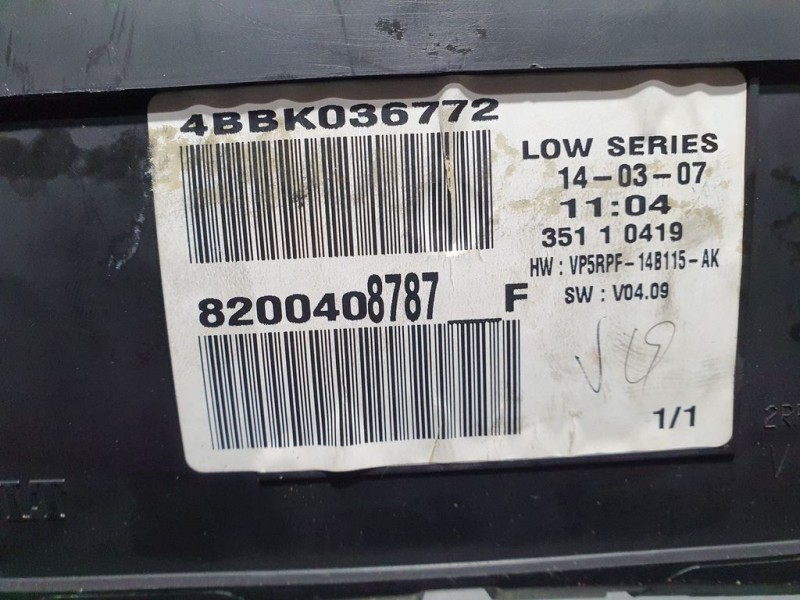 4BBK036772
LOW SERIES
14-03-07
11:04
351 1 0419
HW : VP5RPF-14B115-AK
SW : V04.09
8200408787__F
1/1